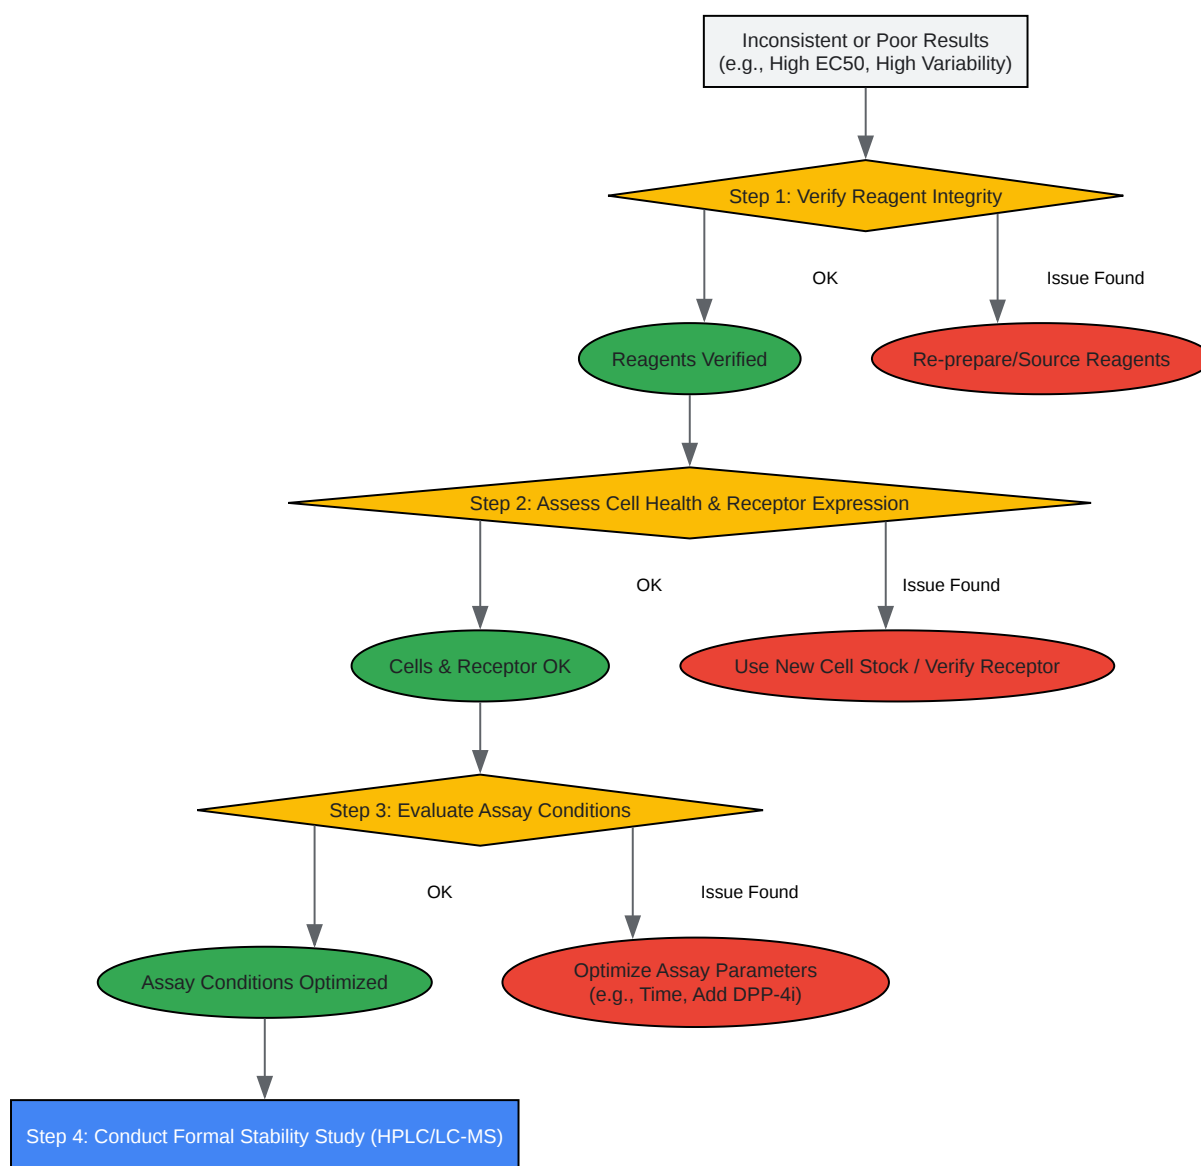 Inconsistent or Poor Results
(e.g., High EC50, High Variability)
Step 1: Verify Reagent Integrity
OK
Issue Found
Reagents Verified
Re-prepare/Source Reagents
Step 2: Assess Cell Health & Receptor Expression
OK
Issue Found
Cells & Receptor OK
Use New Cell Stock / Verify Receptor
Step 3: Evaluate Assay Conditions
OK
Issue Found
Assay Conditions Optimized
Optimize Assay Parameters
(e.g., Time, Add DPP-4i)
Step 4: Conduct Formal Stability Study (HPLC/LC-MS)